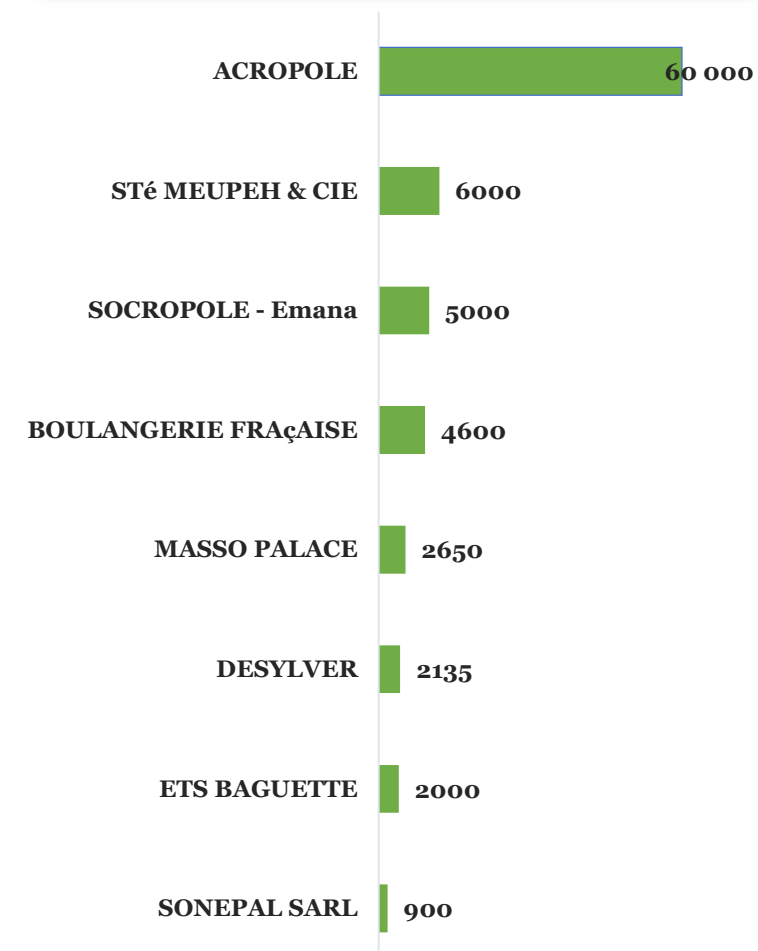 ACROPOLE 60 000
STé MEUPEH & CIE 6000
SOCROPOLE - Emana 5000
BOULANGERIE FRAçAISE 4600
MASSO PALACE 2650
DESYLVER 2135
ETS BAGUETTE 2000
SONEPAL SARL 900